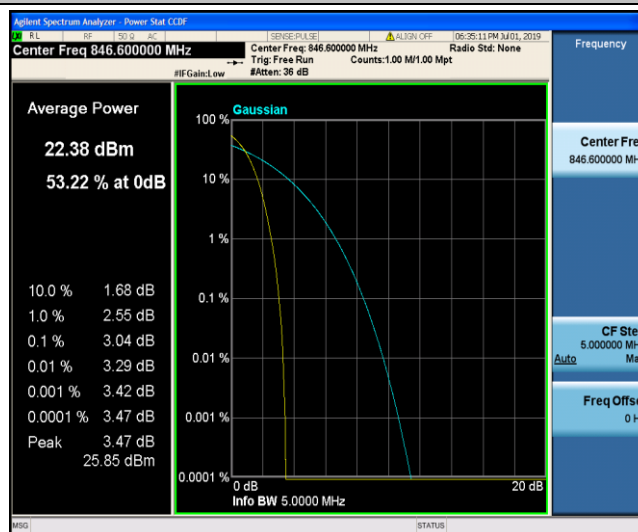 Agilent Spectrum Analyzer - Power Stat CCDF
RL RF 50 Ω AC SENSE:PULSE ALIGN OFF 06:35:11 PM Jul 01, 2019
Center Freq 846.600000 MHz
Center Freq: 846.600000 MHz Radio Std: None
Trig: Free Run Counts:1.00 M/1.00 Mpt
#IFGain:Low #Atten: 36 dB
Frequency
Average Power
22.38 dBm
53.22 % at 0dB
10.0 % 1.68 dB
1.0 % 2.55 dB
0.1 % 3.04 dB
0.01 % 3.29 dB
0.001 % 3.42 dB
0.0001 % 3.47 dB
Peak 3.47 dB
25.85 dBm
Gaussian
100 %
10 %
1 %
0.1 %
0.01 %
0.001 %
0.0001 %
0 dB 20 dB
Info BW 5.0000 MHz
Center Fre
846.600000 MH
CF Ste
5.000000 MH
Auto Ma
Freq Offse
0 H
MSG STATUS